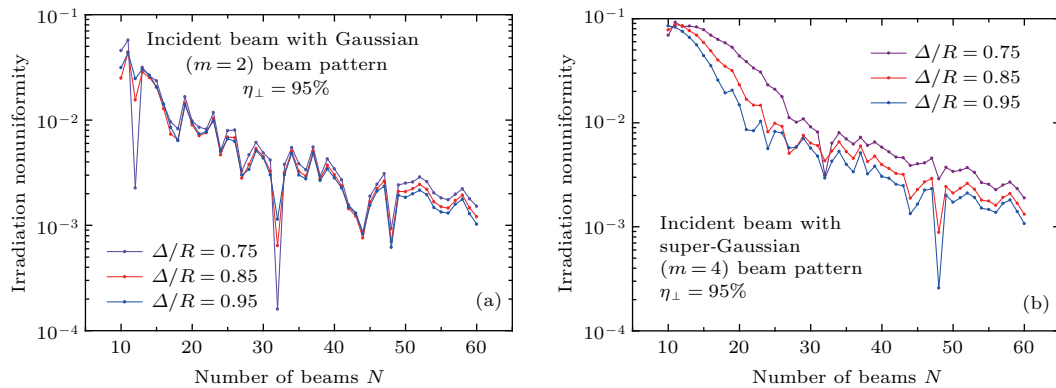 Irradiation nonuniformity
10⁻¹
10⁻²
10⁻³
10⁻⁴
Incident beam with Gaussian
(m = 2) beam pattern
η⊥ = 95%
Δ/R = 0.75
Δ/R = 0.85
Δ/R = 0.95
(a)
10 20 30 40 50 60
Number of beams N
Irradiation nonuniformity
10⁻¹
10⁻²
10⁻³
10⁻⁴
Δ/R = 0.75
Δ/R = 0.85
Δ/R = 0.95
Incident beam with
super-Gaussian
(m = 4) beam pattern
η⊥ = 95%
(b)
10 20 30 40 50 60
Number of beams N